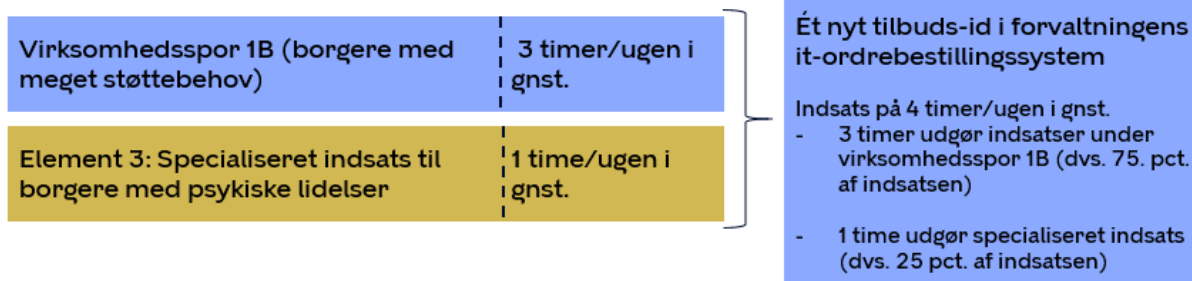 Virksomhedsspor 1B (borgere med
meget støttebehov)
3 timer/ugen i
gnst.
Element 3: Specialiseret indsats til
borgere med psykiske lidelser
1 time/ugen i
gnst.
Ét nyt tilbuds-id i forvaltningens
it-ordrebestillingssystem
Indsats på 4 timer/ugen i gnst.
- 3 timer udgør indsatser under
virksomhedsspor 1B (dvs. 75. pct.
af indsatsen)
- 1 time udgør specialiseret indsats
(dvs. 25 pct. af indsatsen)